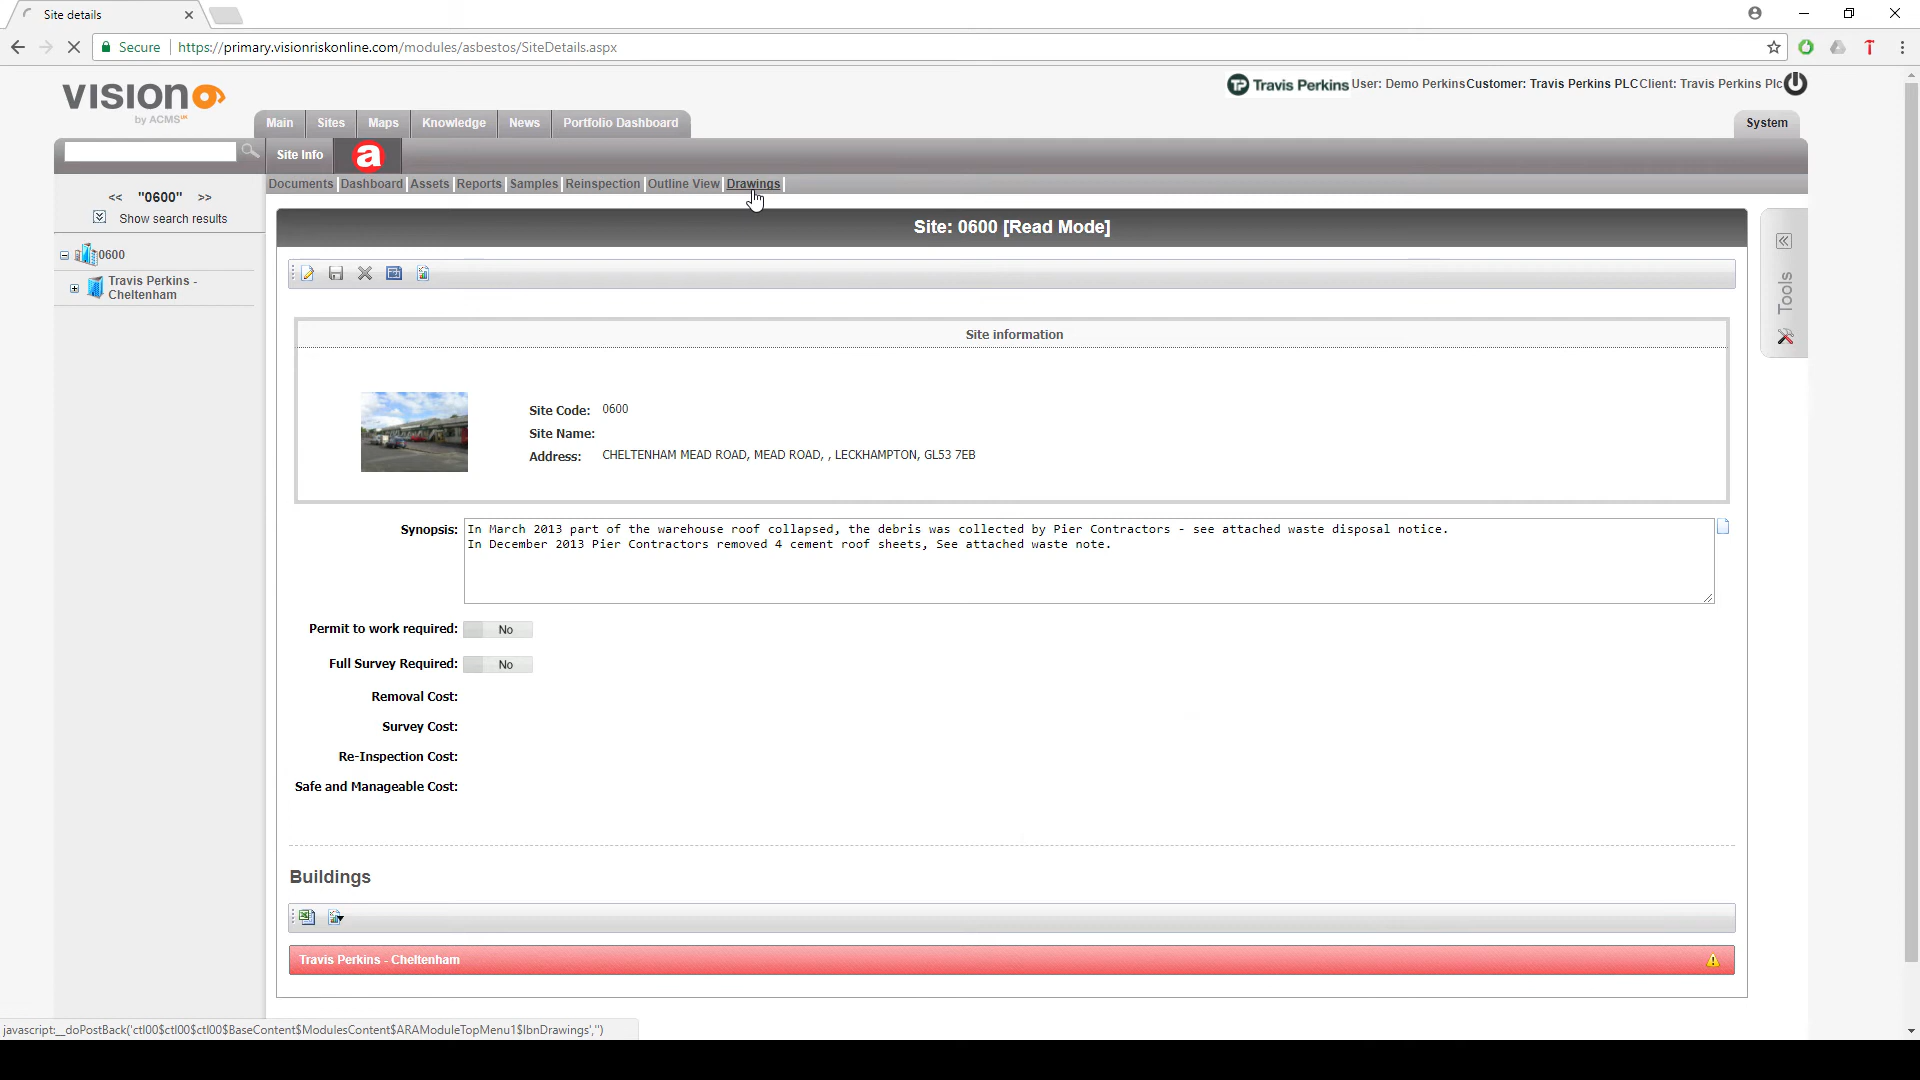 Site details
Secure
https://primary.visionriskonline.com/modules/asbestos/SiteDetails.aspx
VISION
by ACMS UK
TP Travis Perkins User: Demo PerkinsCustomer: Travis Perkins PLCClient: Travis Perkins Plc
Main Sites Maps Knowledge News Portfolio Dashboard
System
Site Info
a
Documents Dashboard Assets Reports Samples Reinspection Outline View Drawings
<< "0600" >>
Show search results
0600
Travis Perkins -
Cheltenham
Site: 0600 [Read Mode]
Tools
Site information
Site Code: 0600
Site Name:
Address: CHELTENHAM MEAD ROAD, MEAD ROAD, , LECKHAMPTON, GL53 7EB
Synopsis: In March 2013 part of the warehouse roof collapsed, the debris was collected by Pier Contractors - see attached waste disposal notice.
In December 2013 Pier Contractors removed 4 cement roof sheets, See attached waste note.
Permit to work required: No
Full Survey Required: No
Removal Cost:
Survey Cost:
Re-Inspection Cost:
Safe and Manageable Cost:
Buildings
Travis Perkins - Cheltenham
javascript:__doPostBack('ctl00$ctl00$ctl00$BaseContent$ModulesContent$ARAModuleTopMenu1$lbnDrawings','')